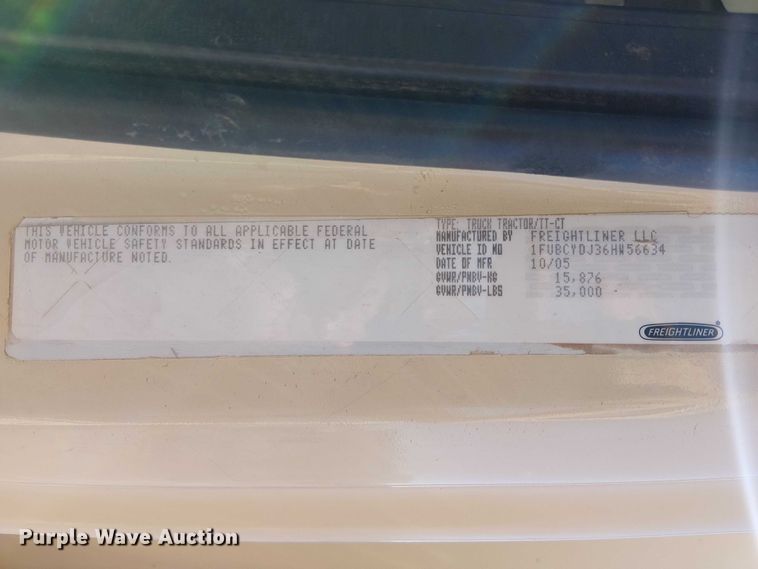 THIS VEHICLE CONFORMS TO ALL APPLICABLE FEDERAL
MOTOR VEHICLE SAFETY STANDARDS IN EFFECT AT DATE
OF MANUFACTURE NOTED.
TYPE: TRUCK TRACTOR/TT-CT
MANUFACTURED BY FREIGHTLINER LLC
VEHICLE ID NO 1FUBCYDJ36HW56634
DATE OF MFR 10/05
GVWR/PNBV-KG 15,876
GVWR/PNBV-LBS 35,000
FREIGHTLINER
Purple Wave Auction